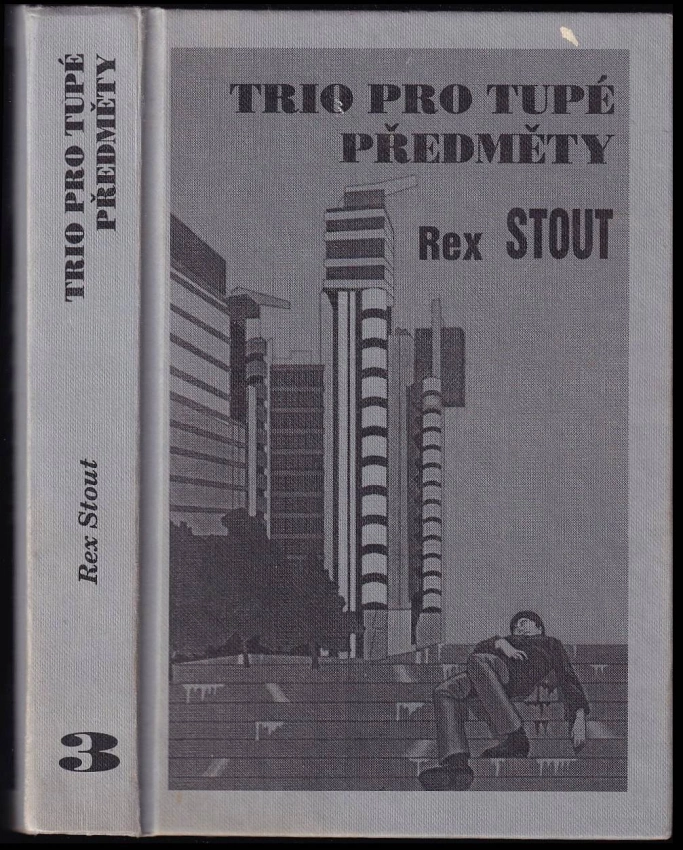 TRIO PRO TUPÉ
PŘEDMĚTY
Rex Stout
3
TRIO PRO TUPÉ
PŘEDMĚTY
Rex STOUT